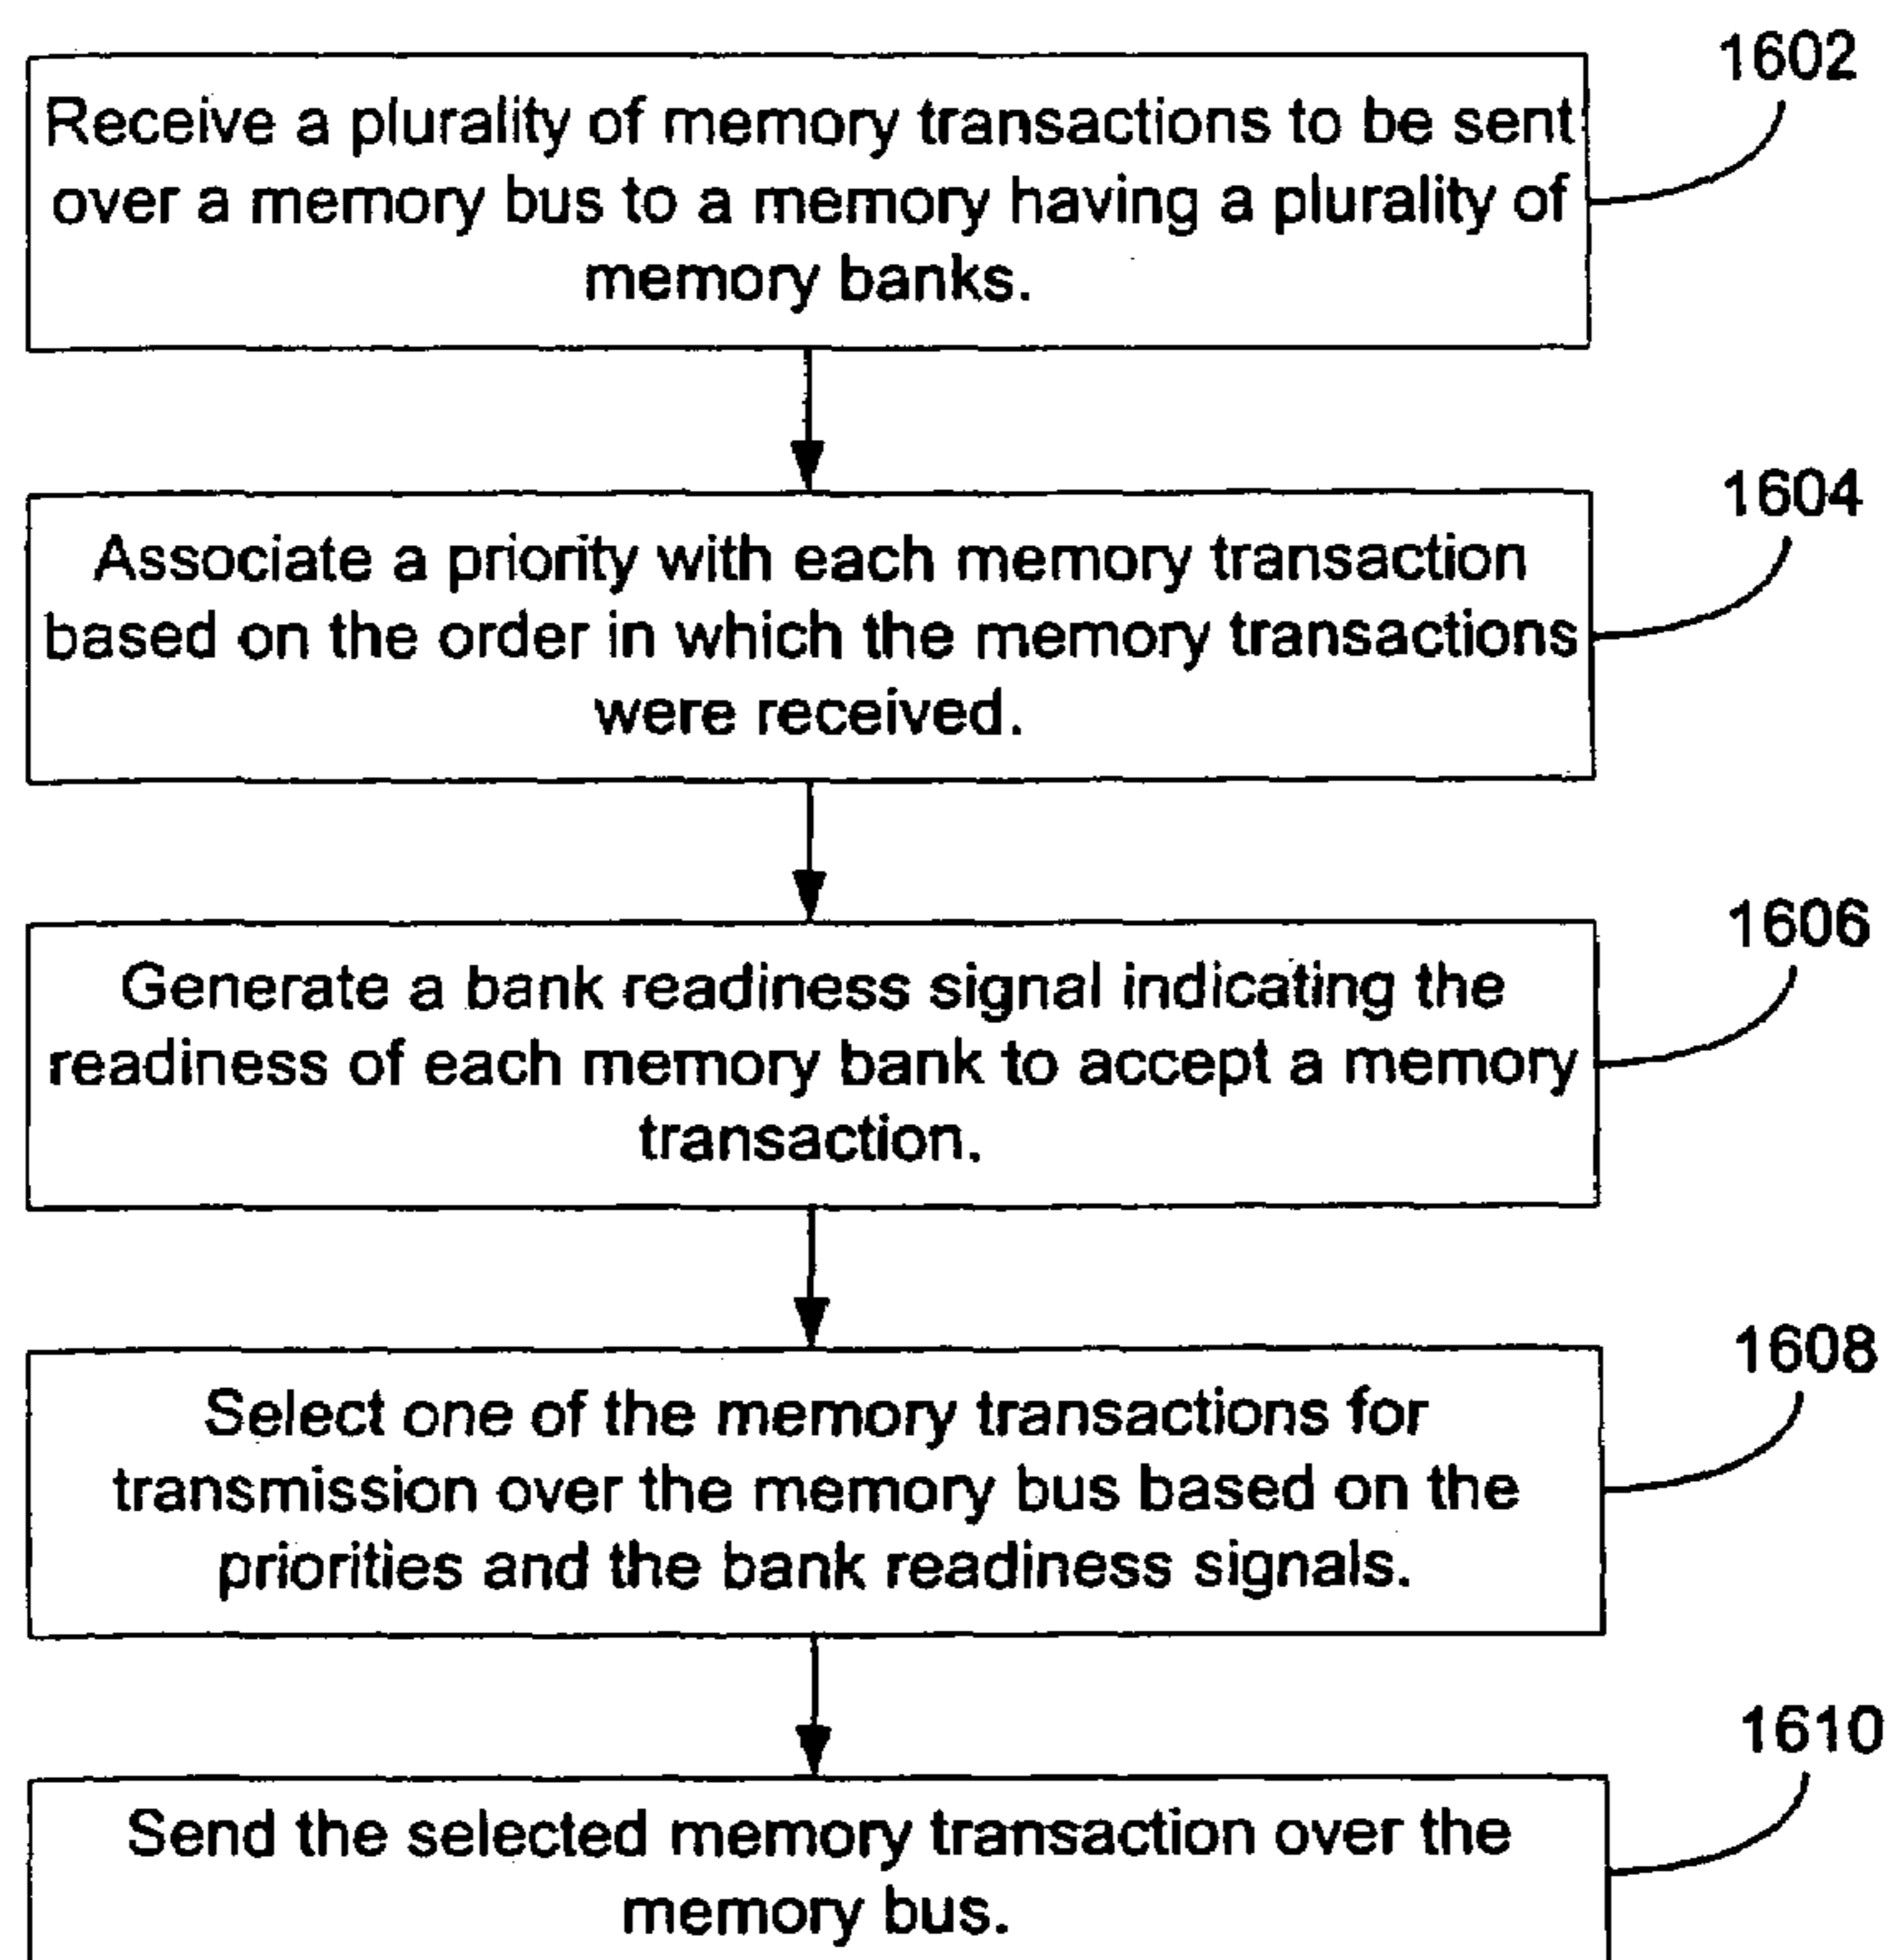 1602
Receive a plurality of memory transactions to be sent
over a memory bus to a memory having a plurality of
memory banks.
1604
Associate a priority with each memory transaction
based on the order in which the memory transactions
were received.
1606
Generate a bank readiness signal indicating the
readiness of each memory bank to accept a memory
transaction.
1608
Select one of the memory transactions for
transmission over the memory bus based on the
priorities and the bank readiness signals.
1610
Send the selected memory transaction over the
memory bus.